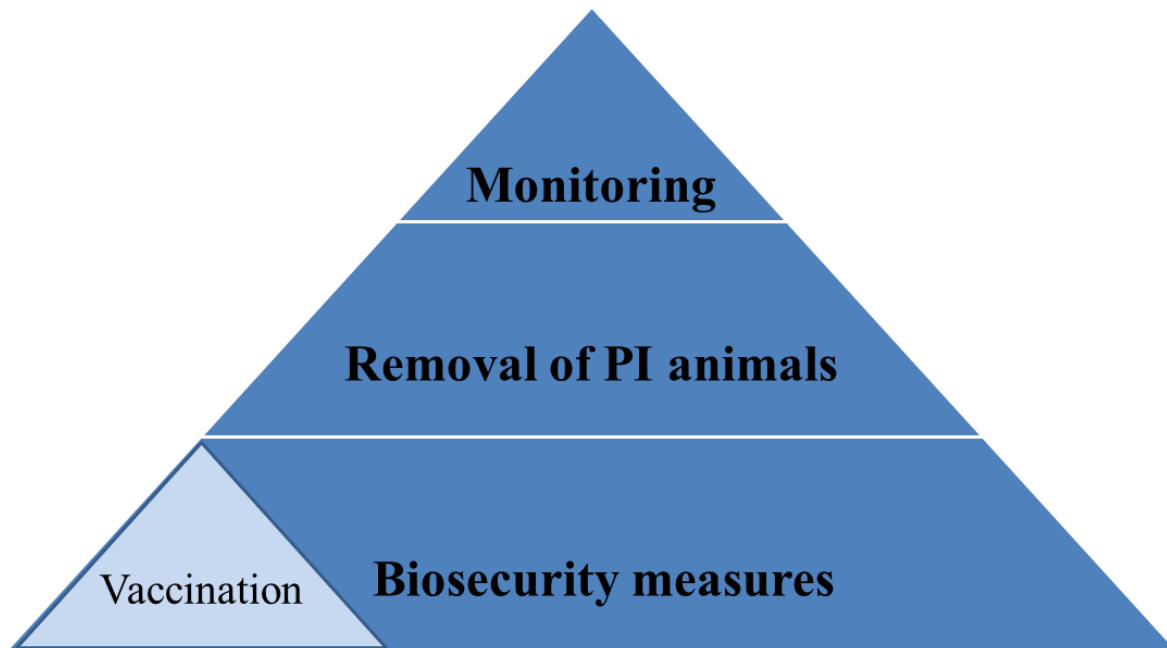 Monitoring
Removal of PI animals
Vaccination
Biosecurity measures